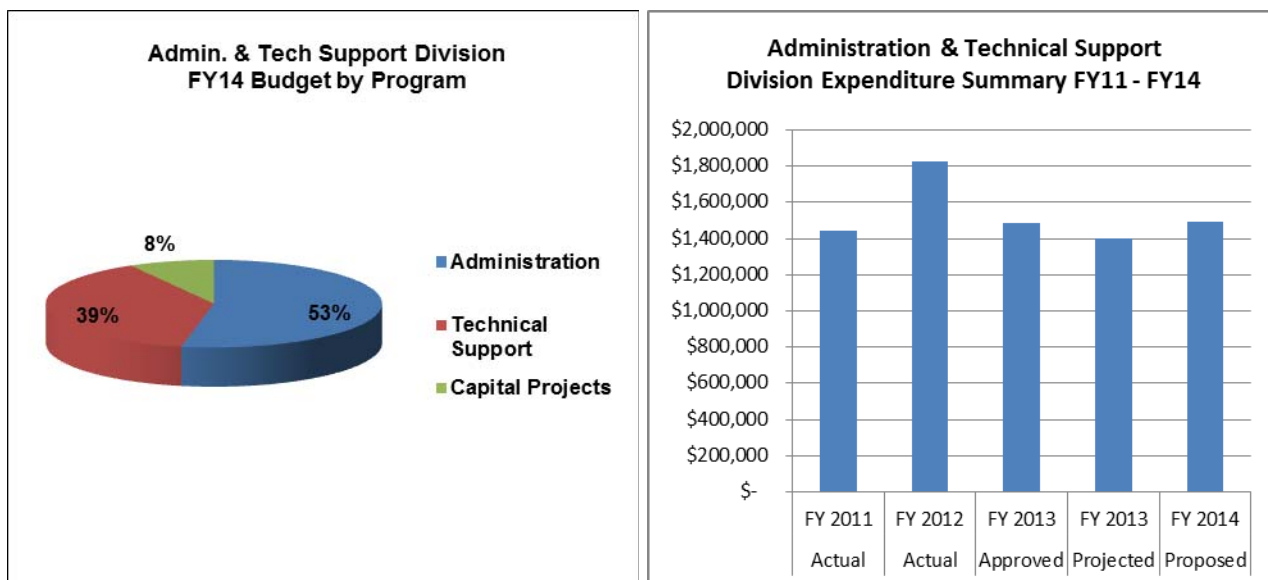 Admin. & Tech Support Division
FY14 Budget by Program
8%
39%
53%
Administration
Technical
Support
Capital Projects
Administration & Technical Support
Division Expenditure Summary FY11 - FY14
$2,000,000
$1,800,000
$1,600,000
$1,400,000
$1,200,000
$1,000,000
$800,000
$600,000
$400,000
$200,000
$-
FY 2011 FY 2012 FY 2013 FY 2013 FY 2014
Actual Actual Approved Projected Proposed